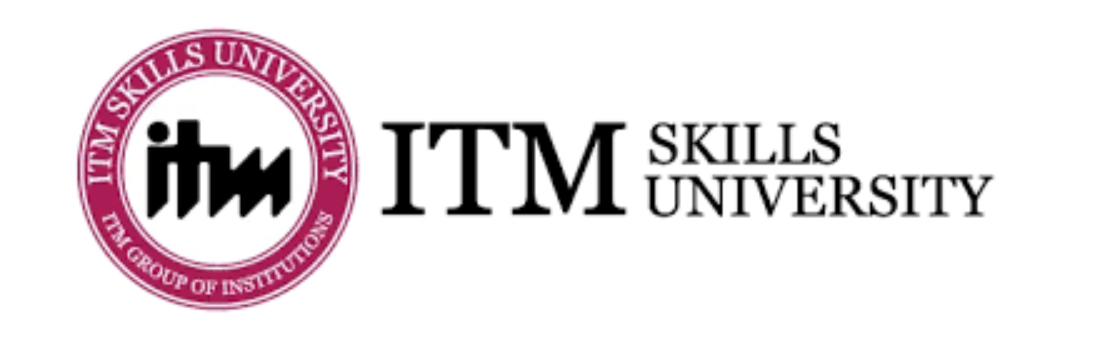 ITM SKILLS UNIVERSITY
itm
ITM GROUP OF INSTITUTIONS
ITM
SKILLS
UNIVERSITY